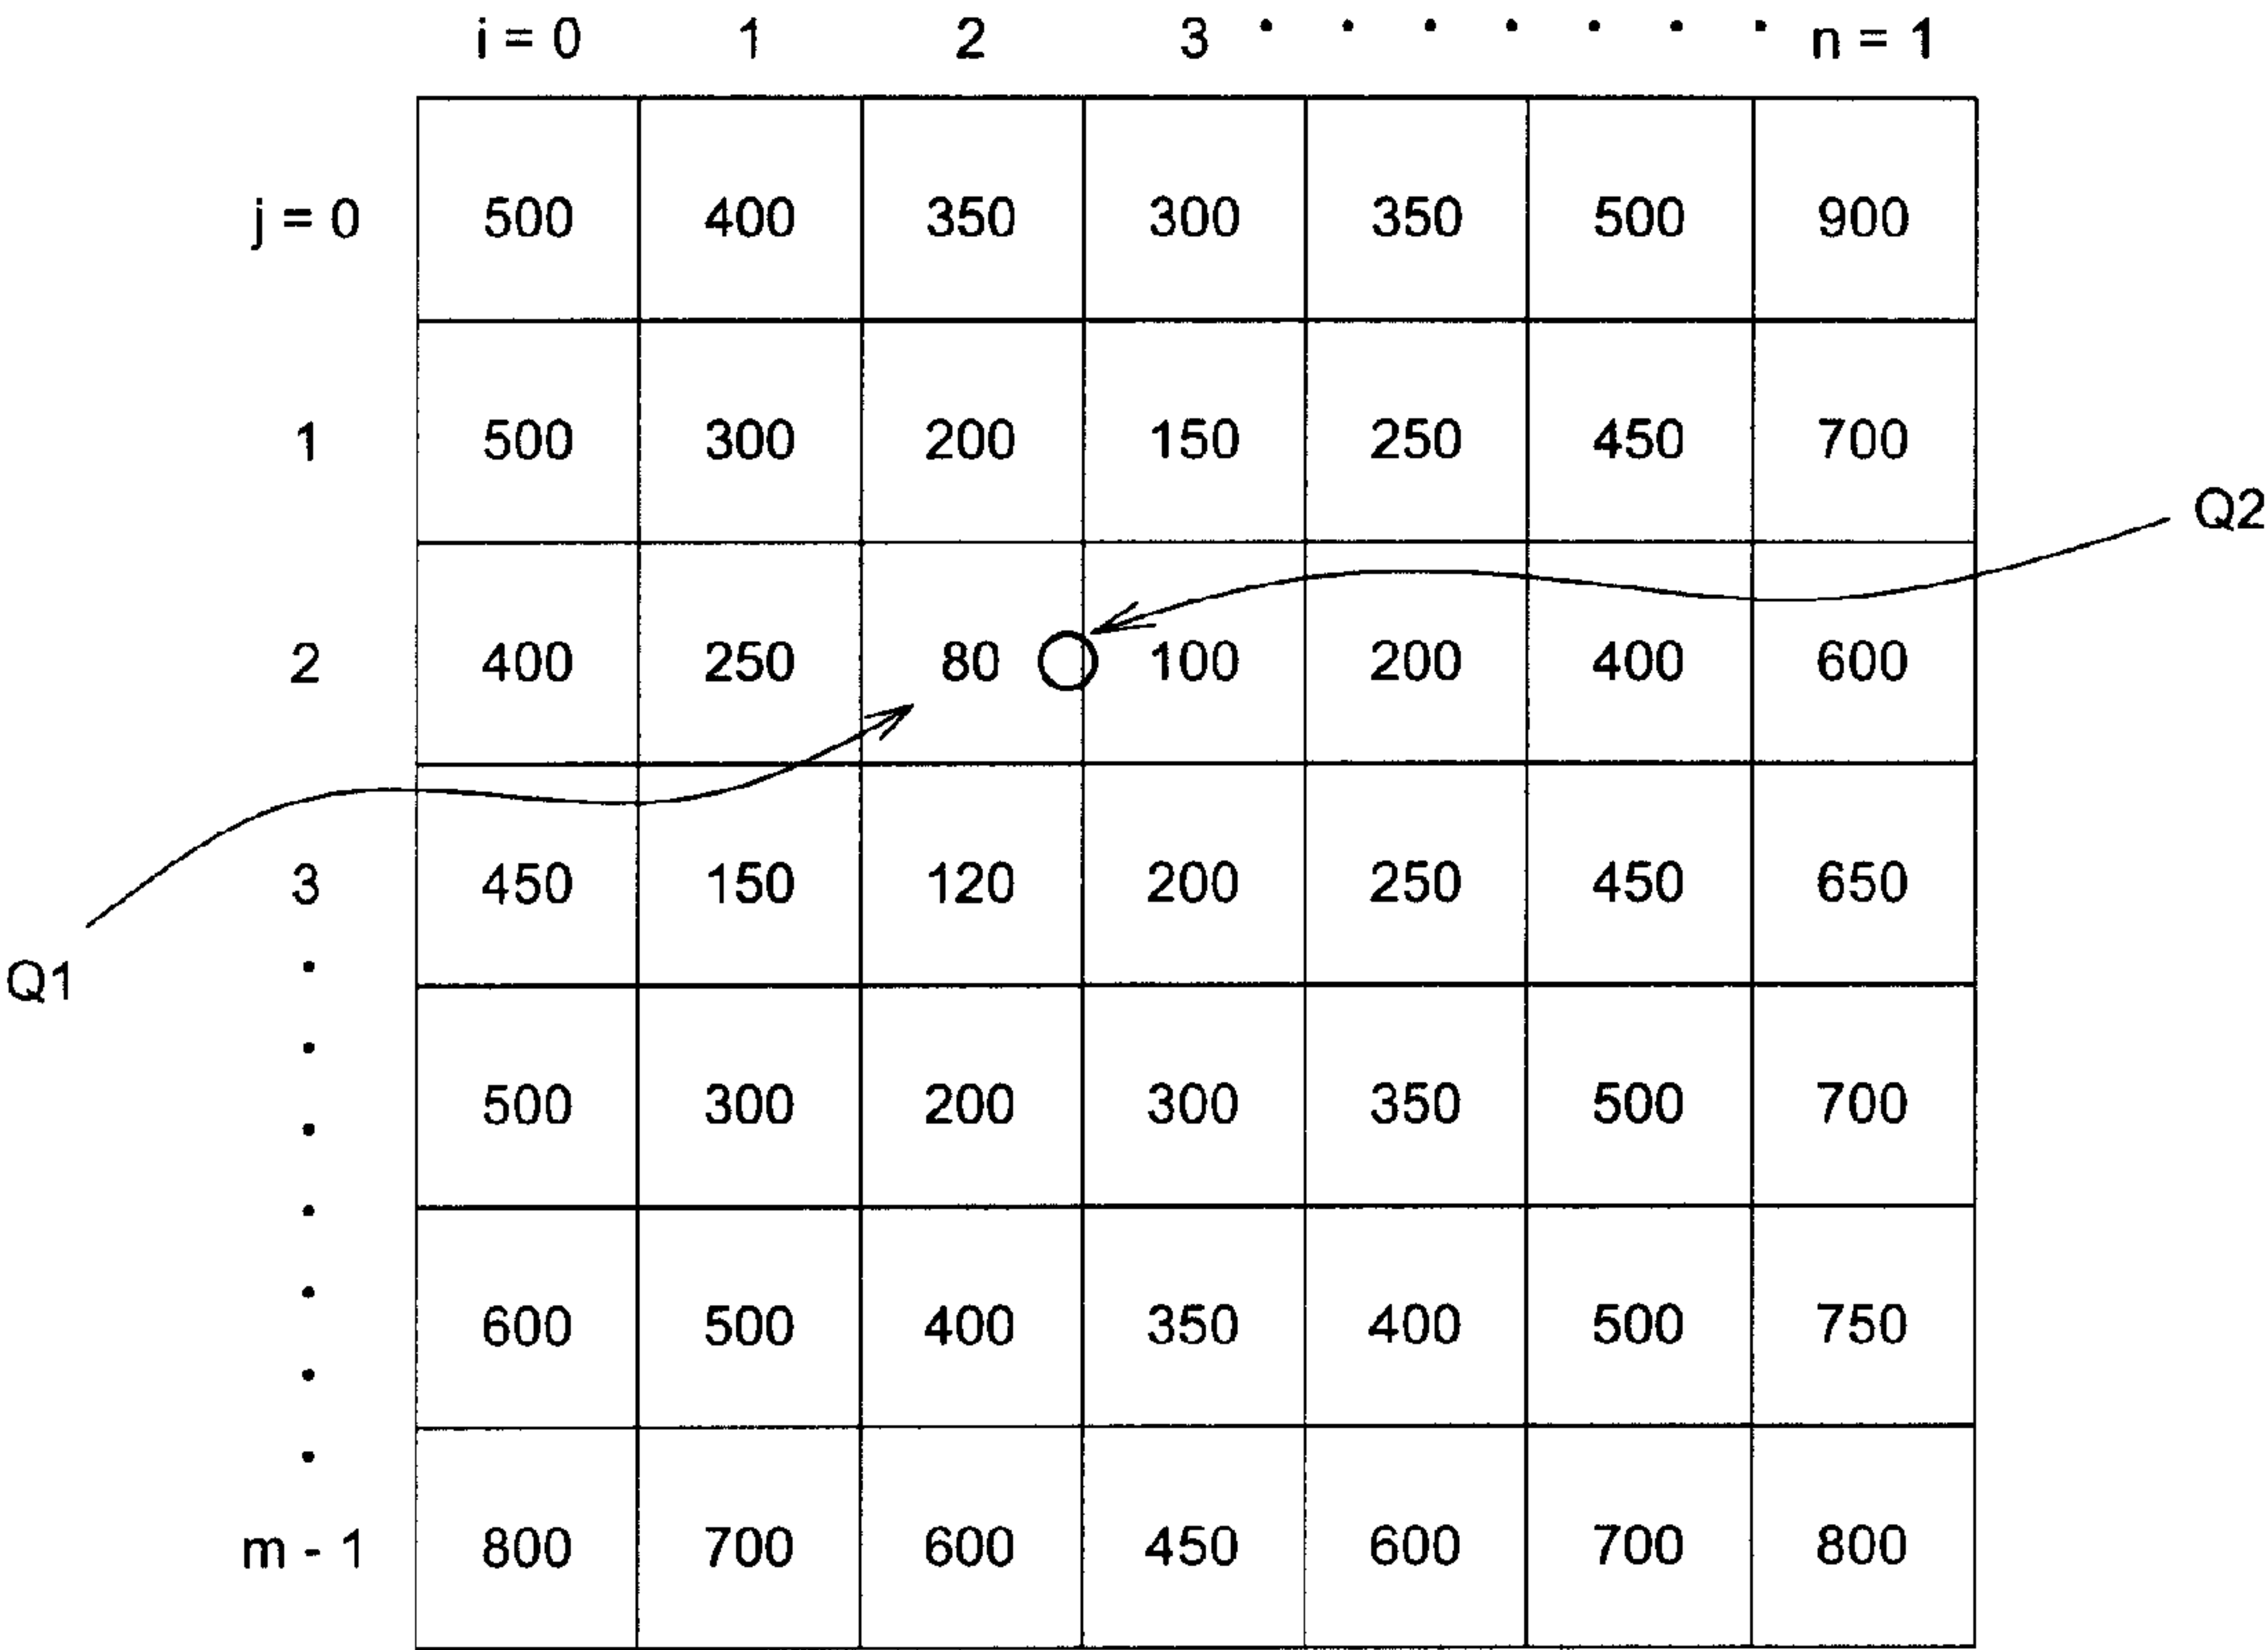 i = 0 1 2 3 · · · · · · · n = 1
j = 0 500 400 350 300 350 500 900
1 500 300 200 150 250 450 700
Q2
2 400 250 80 100 200 400 600
3 450 150 120 200 250 450 650
Q1
500 300 200 300 350 500 700
600 500 400 350 400 500 750
m - 1 800 700 600 450 600 700 800